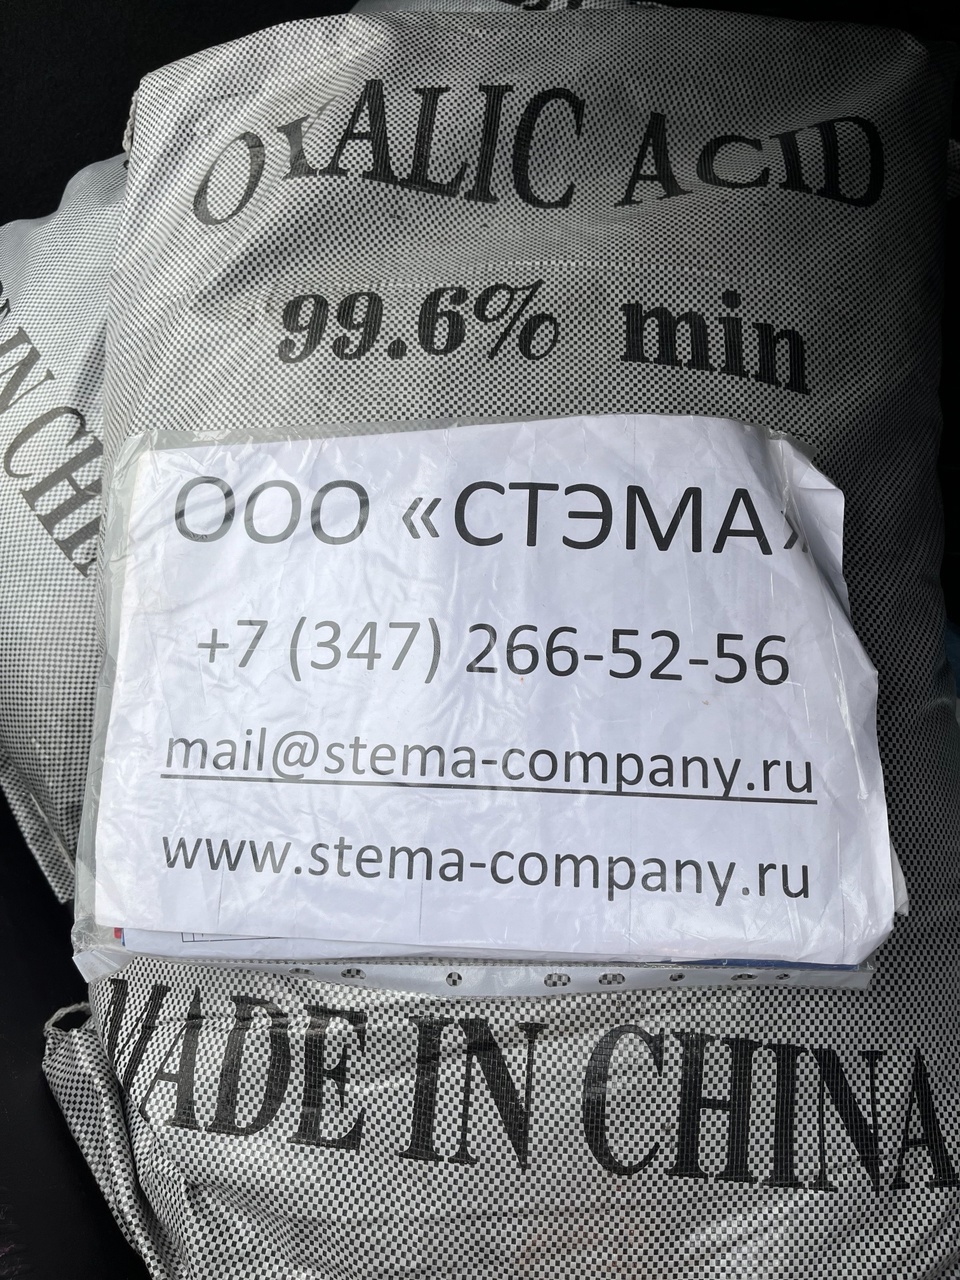 OXALIC ACID
99.6% min
ООО «СТЭМА»
+7 (347) 266-52-56
mail@stema-company.ru
www.stema-company.ru
MADE IN CHINA